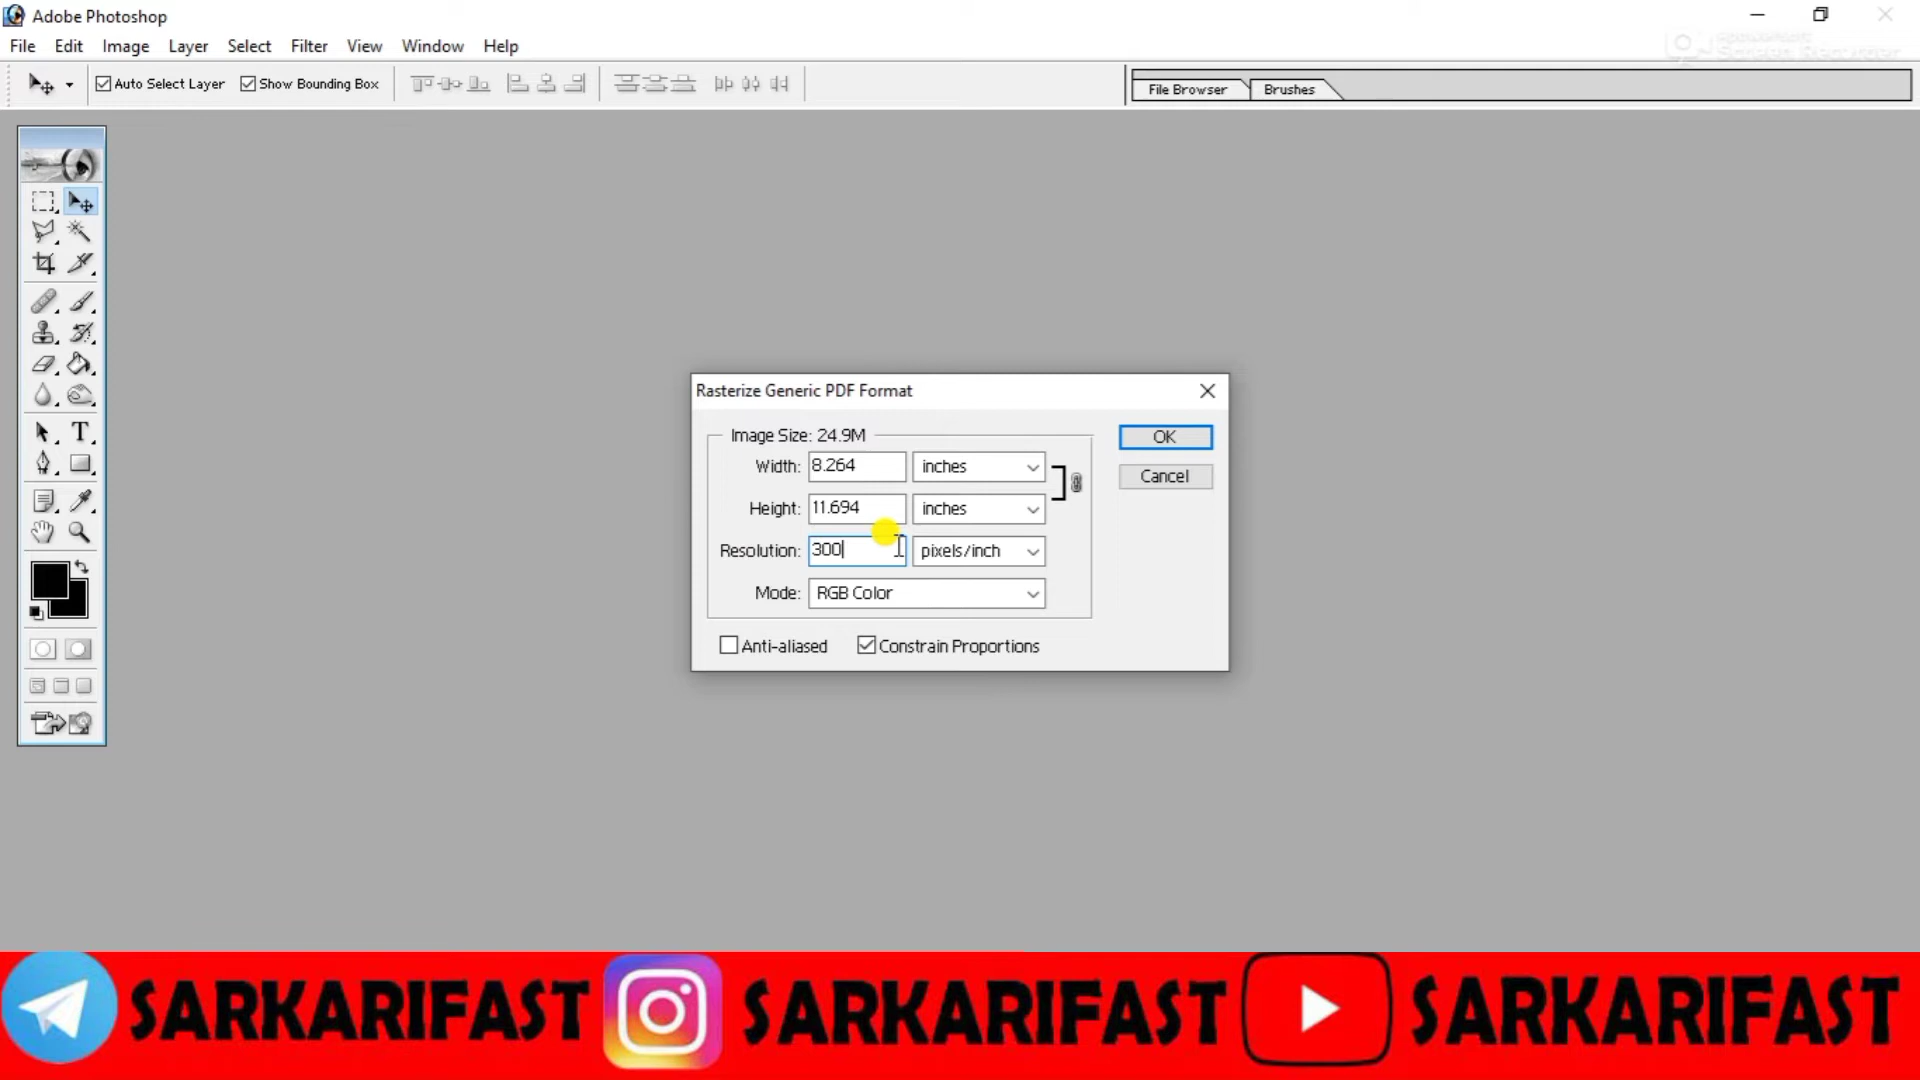 Adobe Photoshop
File Edit Image Layer Select Filter View Window Help
Screen Recorder
Auto Select Layer Show Bounding Box File Browser Brushes
Rasterize Generic PDF Format
Image Size: 24.9M
OK
Width: 8.264 inches
Cancel
Height: 11.694 inches
Resolution: 300 pixels/inch
Mode: RGB Color
Anti-aliased Constrain Proportions
SARKARIFAST SARKARIFAST SARKARIFAST